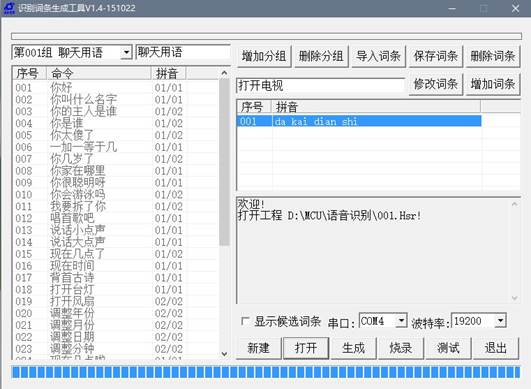 识别词条生成工具V1.4-151022
第001组 聊天用语 聊天用语 增加分组 删除分组 导入词条 保存词条 删除词条
打开电视 修改词条 增加词条
序号 命令 拼音
001 你好 01/01
002 你叫什么名字 01/01
003 你的主人是谁 01/02
004 你是谁 01/02
005 你太傻了 01/02
006 一加一等于几 01/01
007 你几岁了 01/02
008 你家在哪里 01/01
009 你很聪明呀 01/01
010 你会游泳吗 01/02
011 我要拆了你 01/02
012 唱首歌吧 01/01
013 说话小点声 01/01
014 说话大点声 01/01
015 现在几点了 01/02
016 现在时间 01/01
017 背首古诗 01/01
018 打开台灯 01/01
019 打开风扇 02/02
020 调整年份 02/02
021 调整月份 02/02
022 调整日期 02/02
023 调整分钟 02/02
序号 拼音
001 da kai dian shi
欢迎!
打开工程 D:\MCU\语音识别\001.Hsr!
显示候选词条 串口: COM4 波特率: 19200
新建 打开 生成 烧录 测试 退出